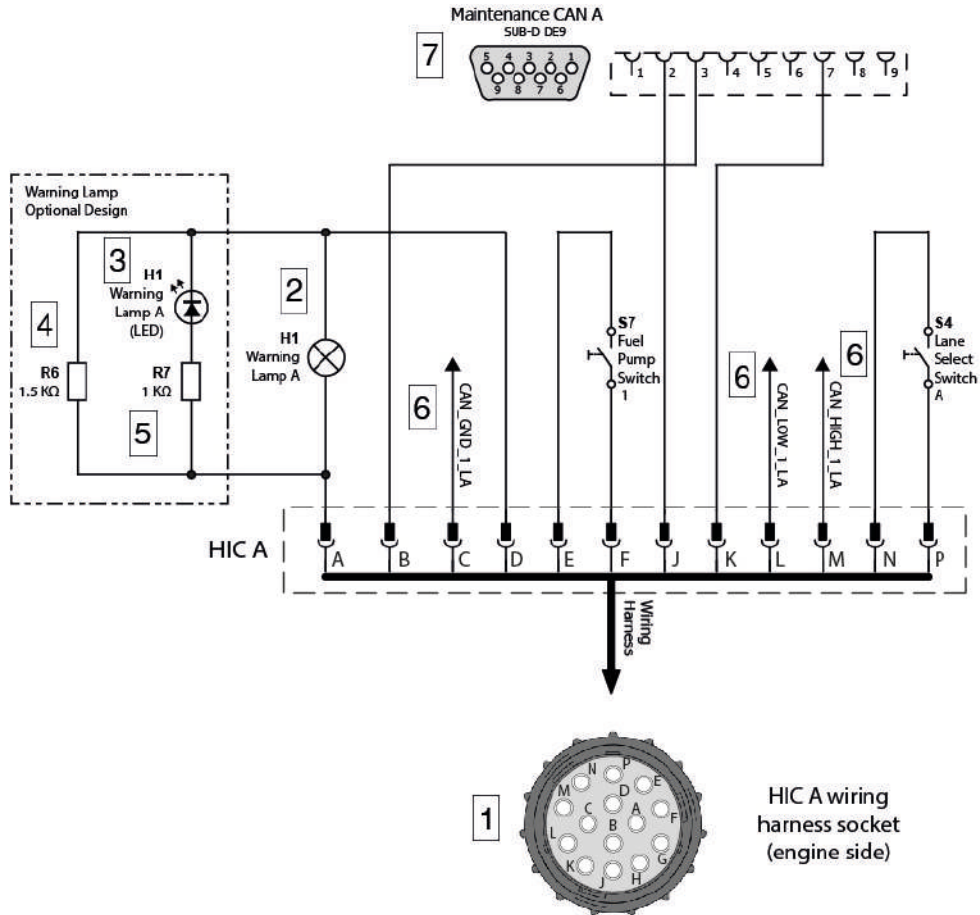 Maintenance CAN A
SUB-D DE9
7
5 4 3 2 1
9 8 7 6
1 2 3 4 5 6 7 8 9
Warning Lamp
Optional Design
3
H1
Warning
Lamp A
(LED)
4
R6
1.5 KΩ
R7
1 KΩ
5
2
H1
Warning
Lamp A
6
CAN_GND_1_LA
S7
Fuel
Pump
Switch
1
6
CAN_LOW_1_LA
CAN_HIGH_1_LA
6
S4
Lane
Select
Switch
A
HIC A
A B C D E F J K L M N P
Wiring
Harness
1
N P E
M D F
C A
L B G
K J H
HIC A wiring
harness socket
(engine side)